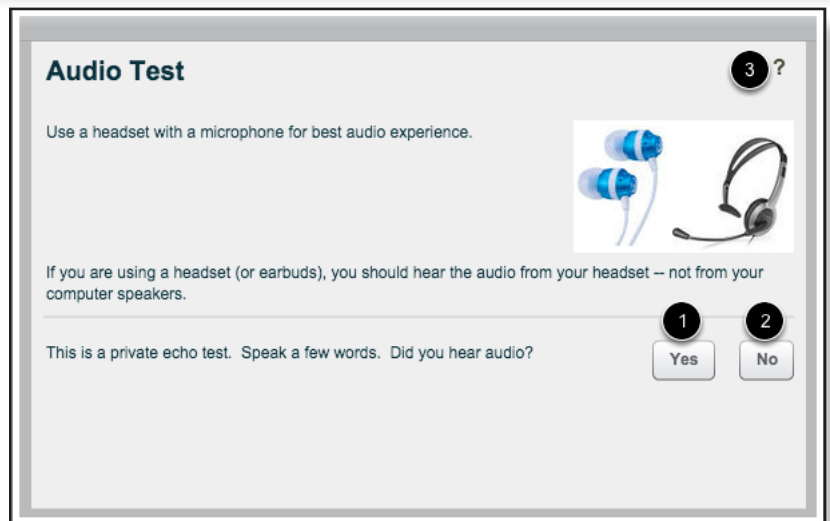 Audio Test
3 ?
Use a headset with a microphone for best audio experience.
If you are using a headset (or earbuds), you should hear the audio from your headset -- not from your
computer speakers.
1 2
This is a private echo test.  Speak a few words.  Did you hear audio?
Yes No